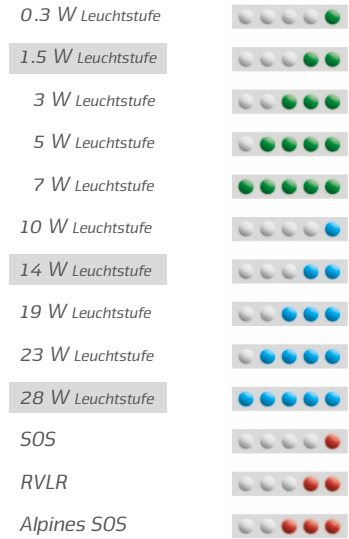 0.3 W Leuchtstufe
1.5 W Leuchtstufe
3 W Leuchtstufe
5 W Leuchtstufe
7 W Leuchtstufe
10 W Leuchtstufe
14 W Leuchtstufe
19 W Leuchtstufe
23 W Leuchtstufe
28 W Leuchtstufe
SOS
RVLR
Alpines SOS